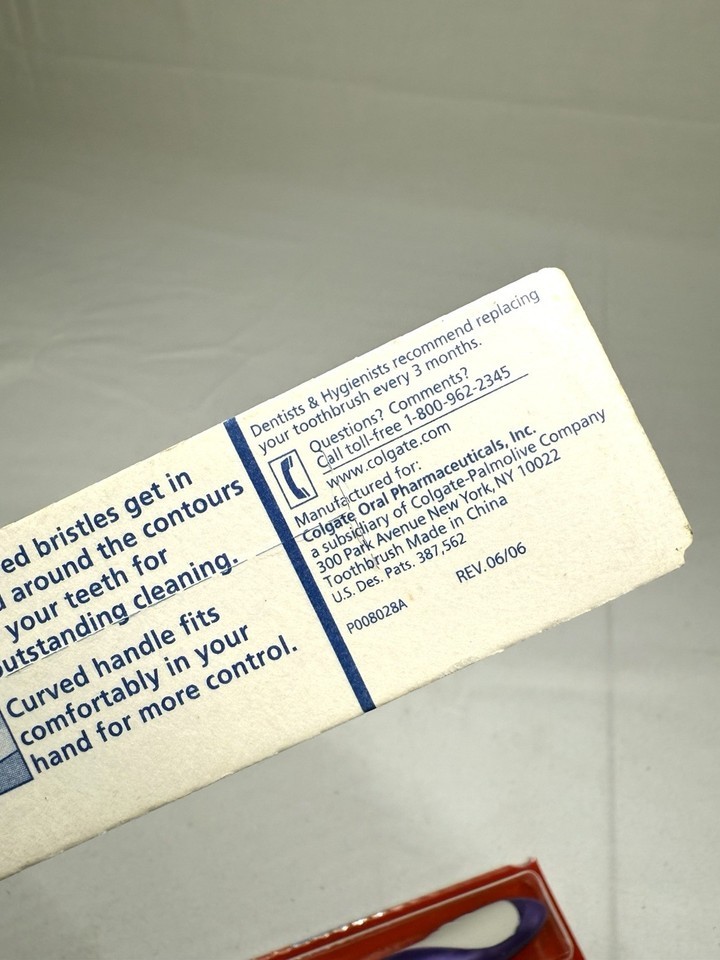 ed bristles get in
around the contours
your teeth for
outstanding cleaning.
Curved handle fits
comfortably in your
hand for more control.
Dentists & Hygienists recommend replacing
your toothbrush every 3 months.
Questions? Comments?
Call toll-free 1-800-962-2345
www.colgate.com
Manufactured for:
Colgate Oral Pharmaceuticals, Inc.
a subsidiary of Colgate-Palmolive Company
300 Park Avenue New York, NY 10022
Toothbrush Made in China
U.S. Des. Pats. 387,562
P008028A REV. 06/06